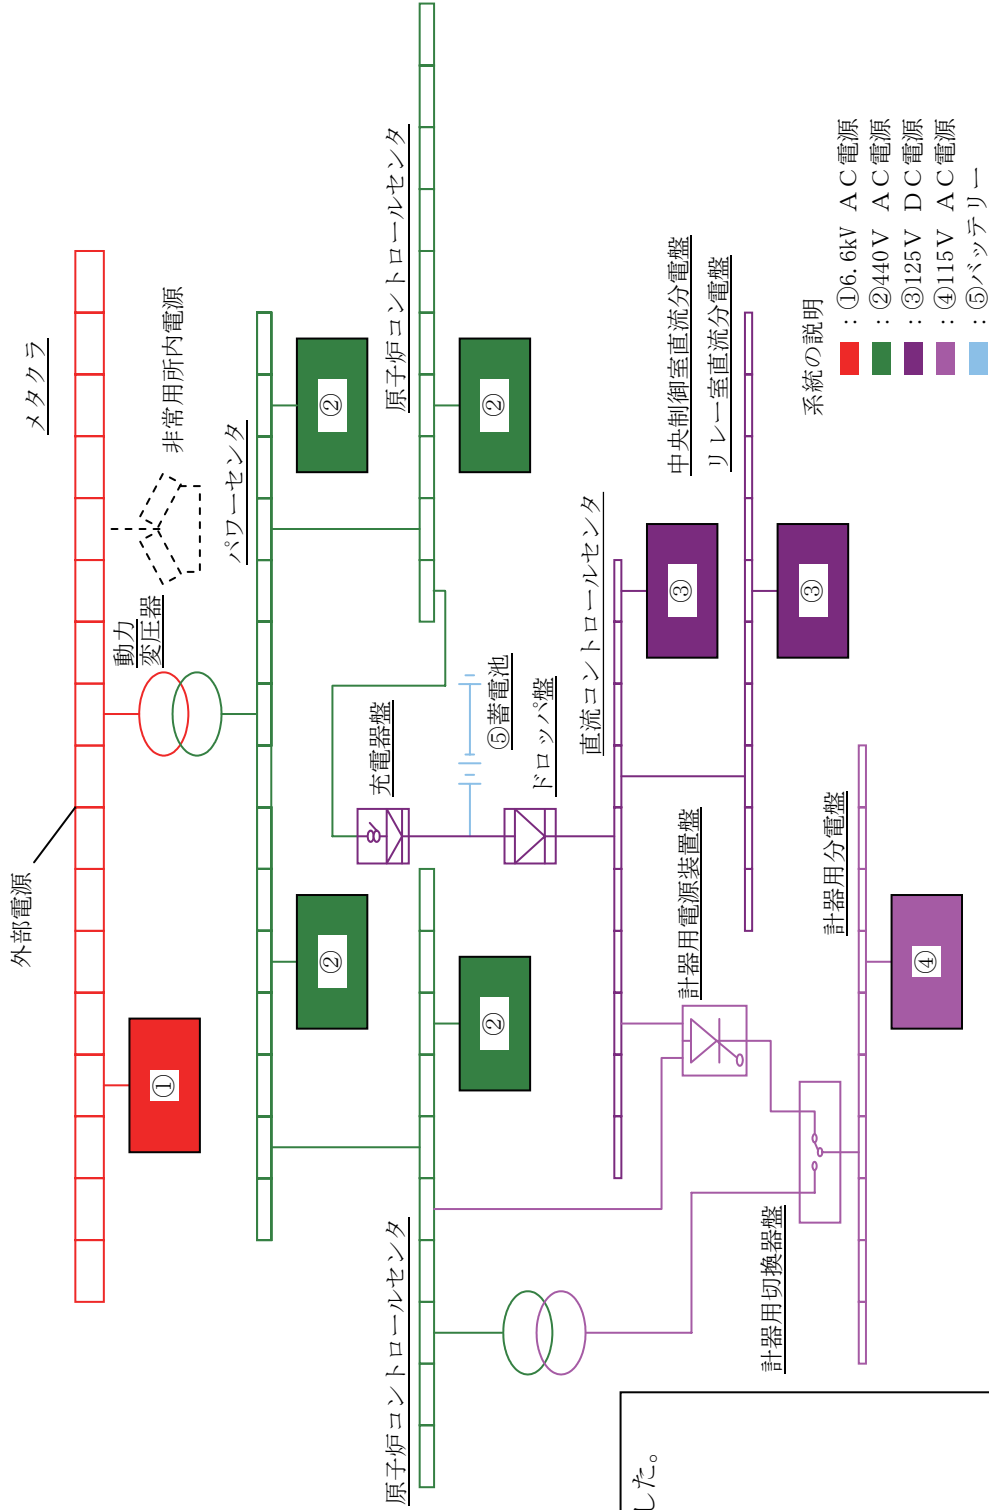 メタクラ
外部電源
非常用所内電源
動力
変圧器
①
パワーセンタ
②
②
原子炉コントロールセンタ
②
原子炉コントロールセンタ
②
充電器盤
⑤蓄電池
ドロッパ盤
直流コントロールセンタ
③
中央制御室直流分電盤
リレー室直流分電盤
③
計器用電源装置盤
計器用切換器盤
計器用分電盤
④
系統の説明
：①6.6kV ＡＣ電源
：②440V ＡＣ電源
：③125V ＤＣ電源
：④115V ＡＣ電源
：⑤バッテリー
した。